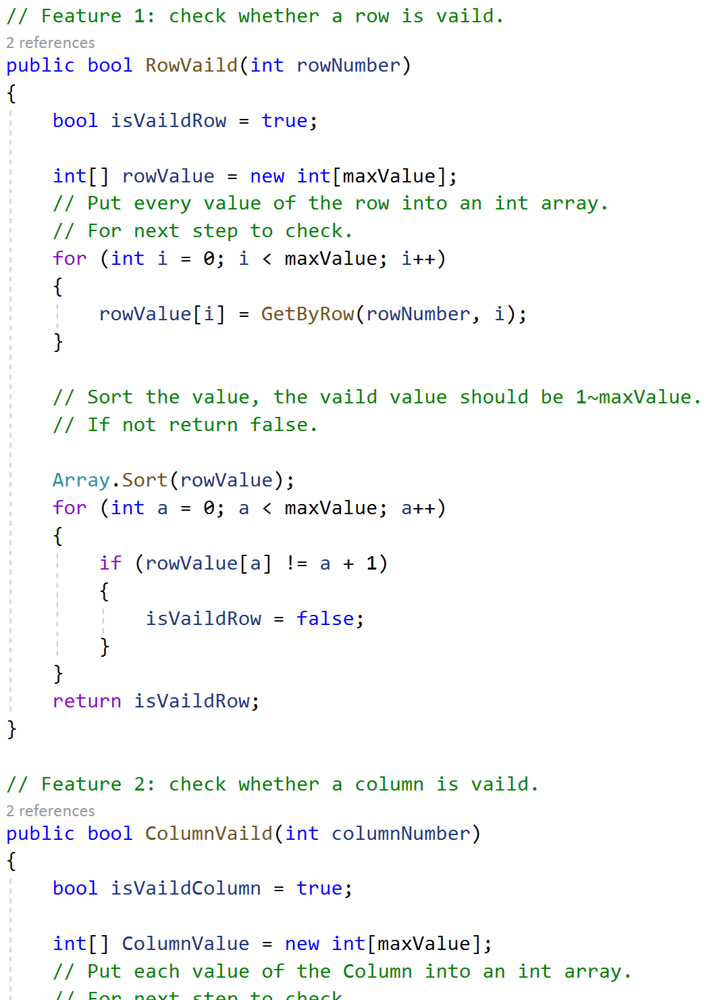 // Feature 1: check whether a row is vaild.
2 references
public bool RowVaild(int rowNumber)
{
bool isVaildRow = true;
int[] rowValue = new int[maxValue];
// Put every value of the row into an int array.
// For next step to check.
for (int i = 0; i < maxValue; i++)
{
rowValue[i] = GetByRow(rowNumber, i);
}
// Sort the value, the vaild value should be 1~maxValue.
// If not return false.
Array.Sort(rowValue);
for (int a = 0; a < maxValue; a++)
{
if (rowValue[a] != a + 1)
{
isVaildRow = false;
}
}
return isVaildRow;
}
// Feature 2: check whether a column is vaild.
2 references
public bool ColumnVaild(int columnNumber)
{
bool isVaildColumn = true;
int[] ColumnValue = new int[maxValue];
// Put each value of the Column into an int array.
// For next step to check